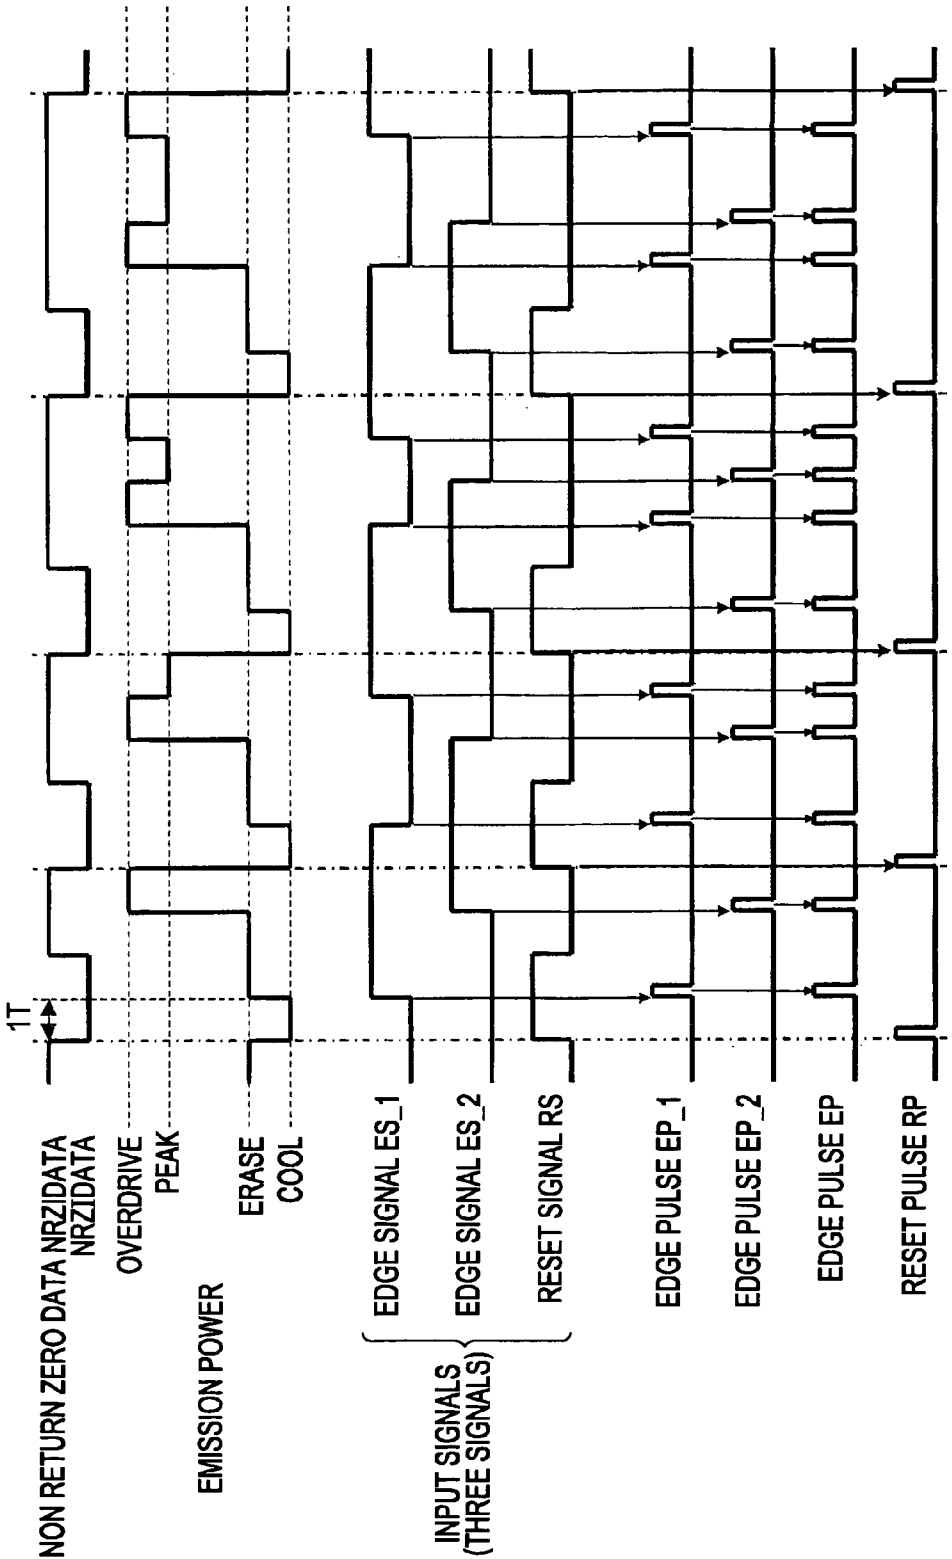 NON RETURN ZERO DATA NRZIDATA
NRZIDATA
1T
OVERDRIVE
PEAK
EMISSION POWER
ERASE
COOL
INPUT SIGNALS
(THREE SIGNALS)
EDGE SIGNAL ES_1
EDGE SIGNAL ES_2
RESET SIGNAL RS
EDGE PULSE EP_1
EDGE PULSE EP_2
EDGE PULSE EP
RESET PULSE RP